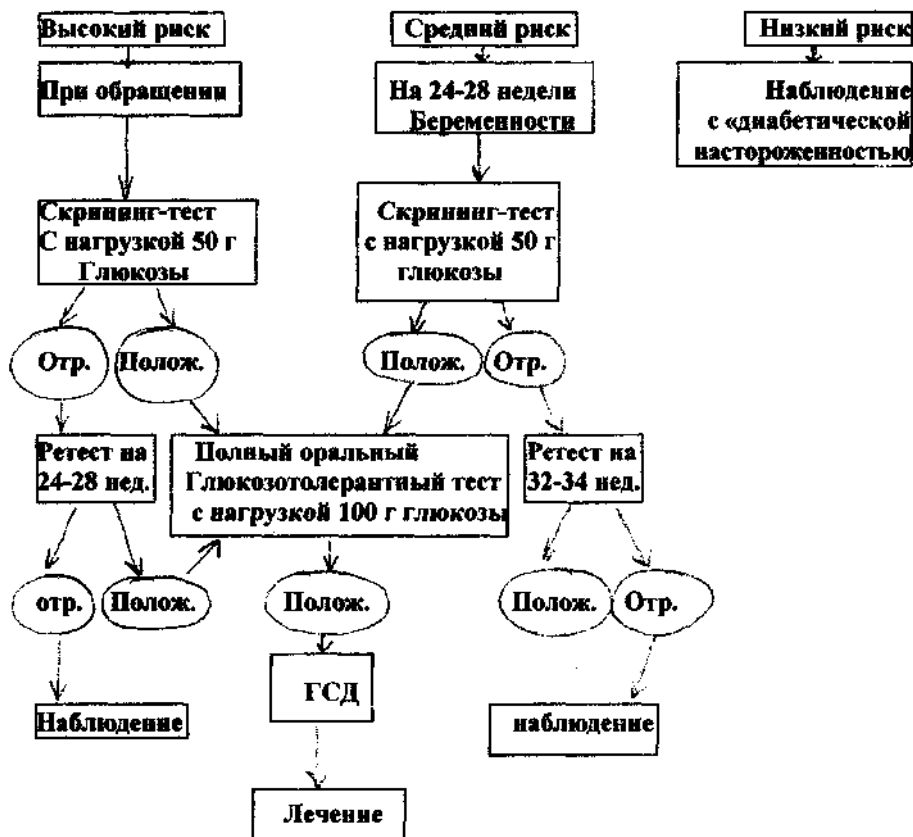 Высокий риск
Средний риск
Низкий риск
При обращении
На 24-28 недели
Беременности
Наблюдение
с «диабетической
настороженностью
Скрининг-тест
С нагрузкой 50 г
Глюкозы
Скрининг-тест
с нагрузкой 50 г
глюкозы
Отр.
Полож.
Полож.
Отр.
Ретест на
24-28 нед.
Полный оральный
Глюкозотолерантный тест
с нагрузкой 100 г глюкозы
Ретест на
32-34 нед.
отр.
Полож.
Полож.
Полож.
Отр.
ГСД
Наблюдение
наблюдение
Лечение